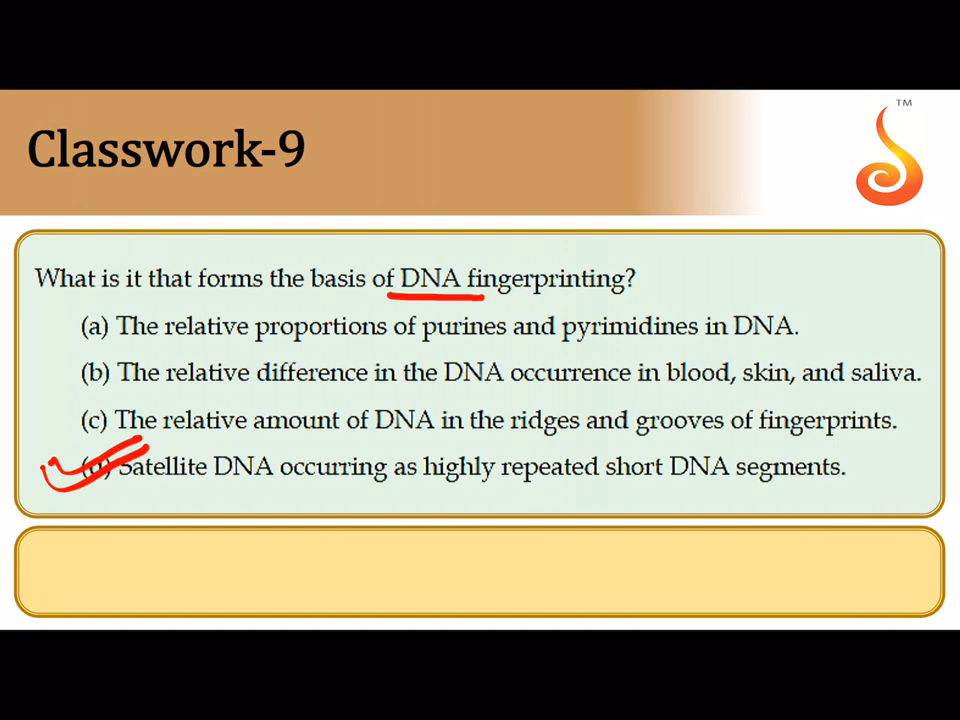 TM
Classwork-9
What is it that forms the basis of DNA fingerprinting?
(a) The relative proportions of purines and pyrimidines in DNA.
(b) The relative difference in the DNA occurrence in blood, skin, and saliva.
(c) The relative amount of DNA in the ridges and grooves of fingerprints.
(d) Satellite DNA occurring as highly repeated short DNA segments.